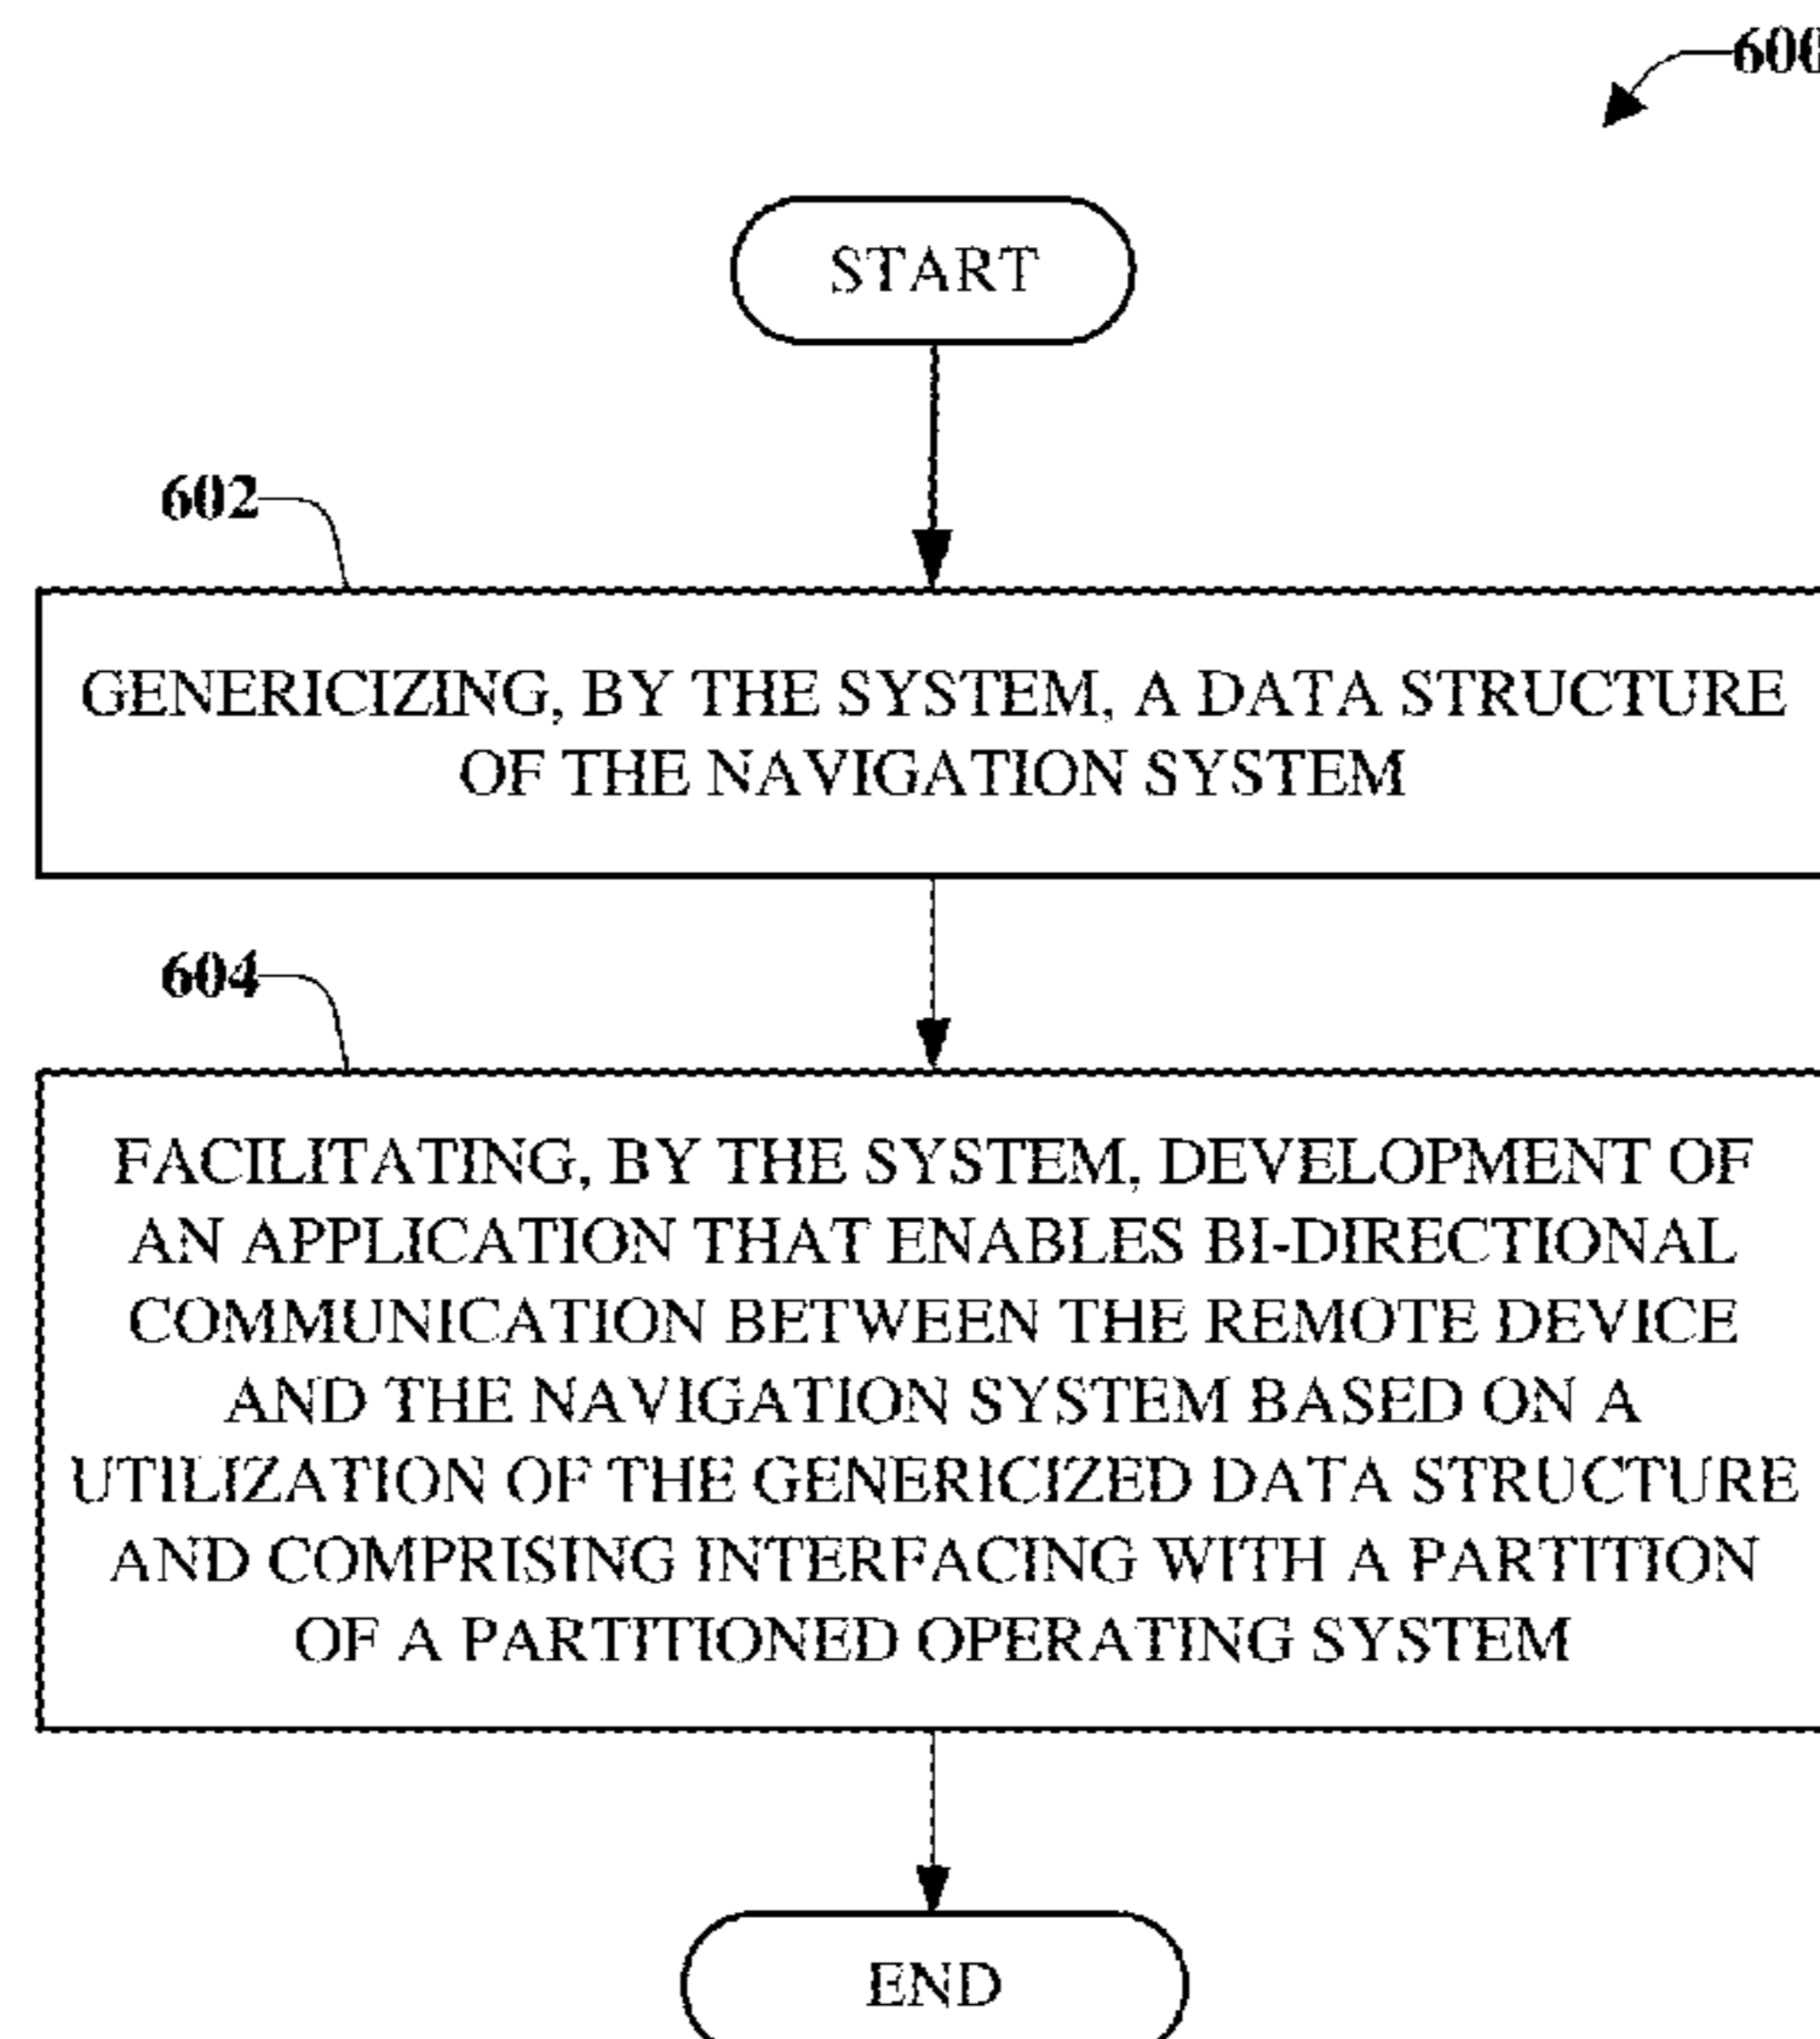 600
START
602
GENERICIZING, BY THE SYSTEM, A DATA STRUCTURE
OF THE NAVIGATION SYSTEM
604
FACILITATING, BY THE SYSTEM, DEVELOPMENT OF
AN APPLICATION THAT ENABLES BI-DIRECTIONAL
COMMUNICATION BETWEEN THE REMOTE DEVICE
AND THE NAVIGATION SYSTEM BASED ON A
UTILIZATION OF THE GENERICIZED DATA STRUCTURE
AND COMPRISING INTERFACING WITH A PARTITION
OF A PARTITIONED OPERATING SYSTEM
END